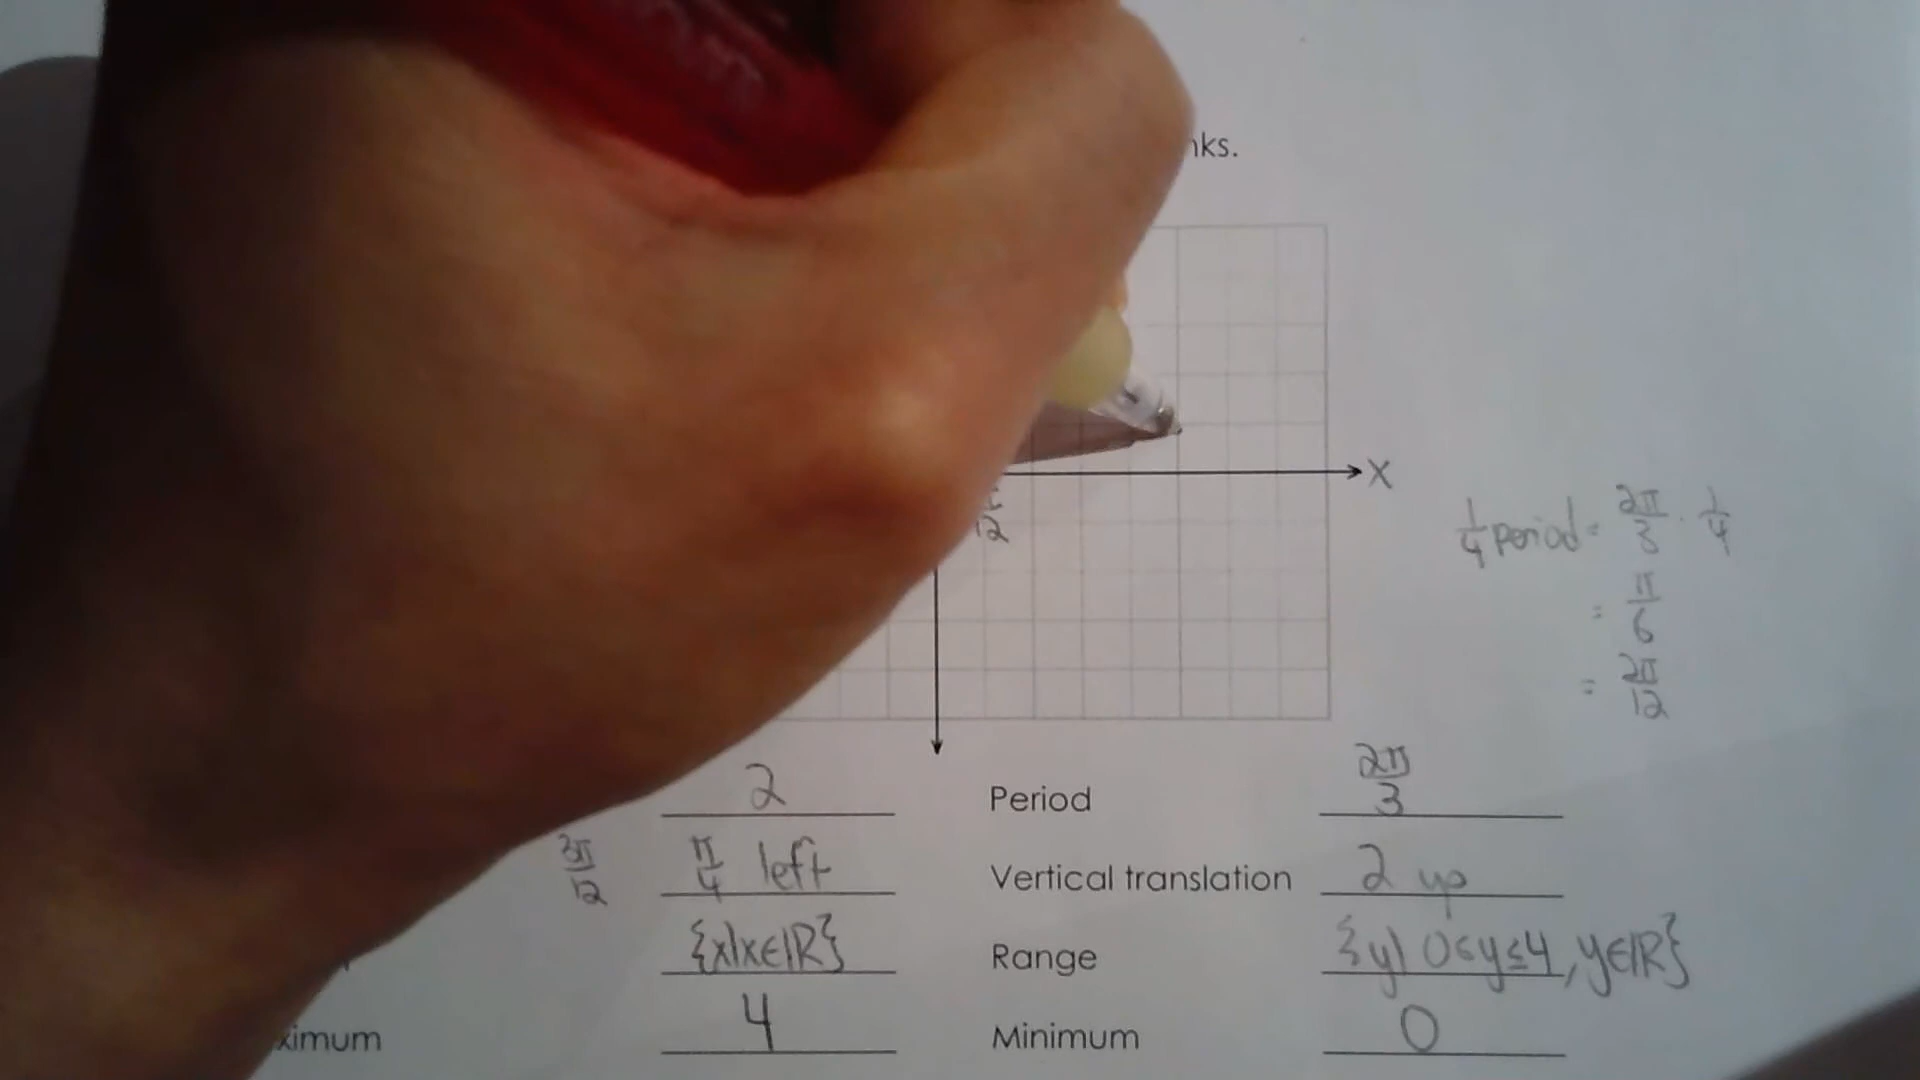 nks.
X
12
1/4 period = 2π/3 · 1/4
= π/6
= 2π/12
2 Period 2π/3
3π/12 π/4 left Vertical translation 2 up
{x|x∈ℝ} Range {y| 0≤y≤4, y∈ℝ}
ximum 4 Minimum 0